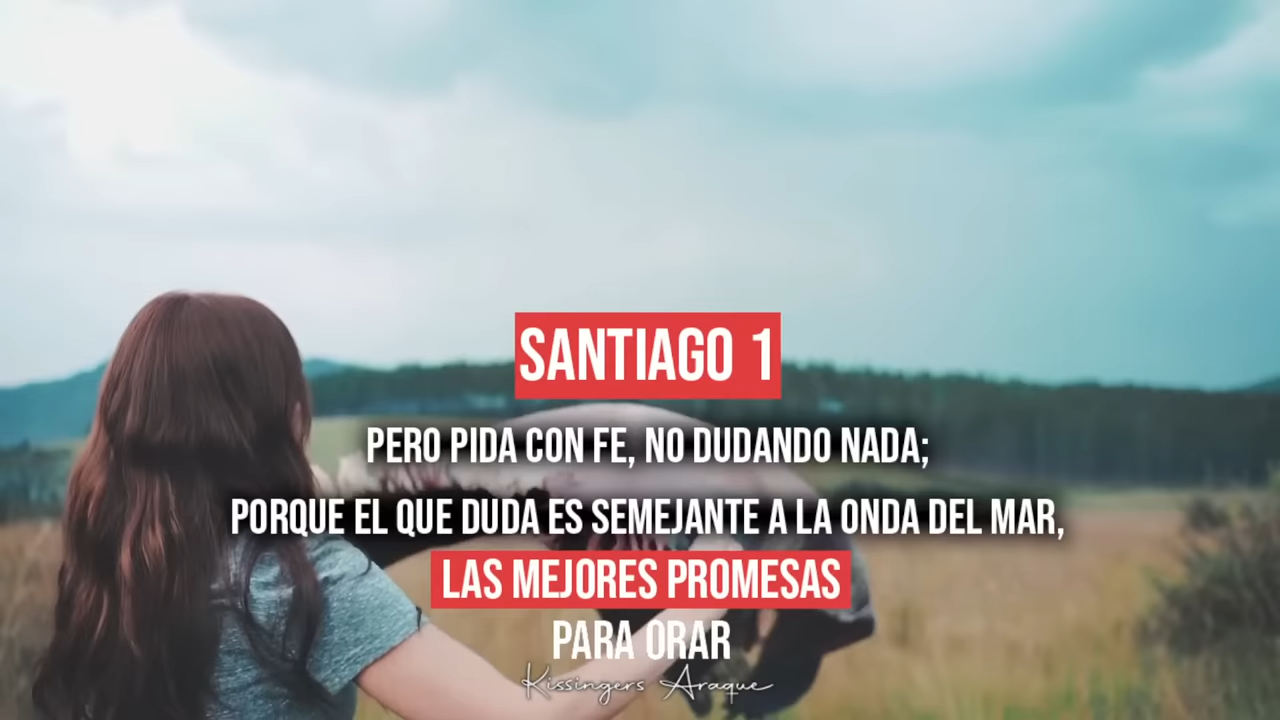 SANTIAGO 1
PERO PIDA CON FE, NO DUDANDO NADA;
PORQUE EL QUE DUDA ES SEMEJANTE A LA ONDA DEL MAR,
LAS MEJORES PROMESAS
PARA ORAR
Kissingers Araque